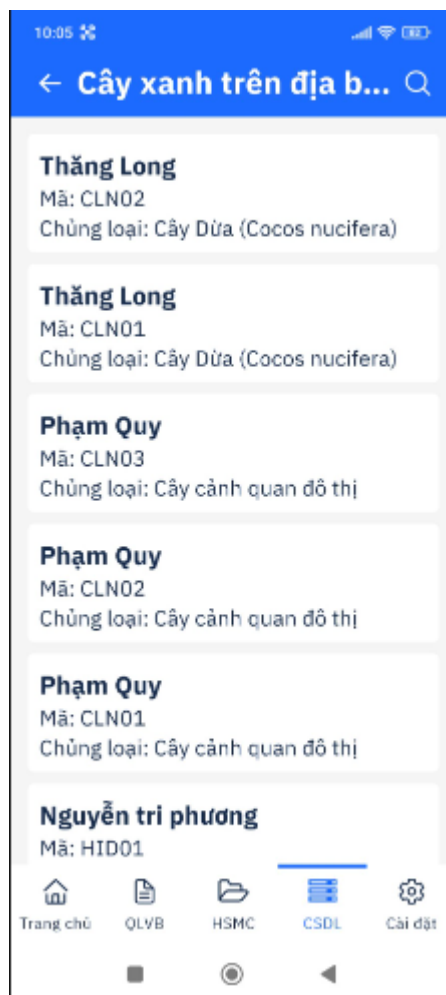 10:05
82
Cây xanh trên địa b...
Thăng Long
Mã: CLN02
Chủng loại: Cây Dừa (Cocos nucifera)
Thăng Long
Mã: CLN01
Chủng loại: Cây Dừa (Cocos nucifera)
Phạm Quy
Mã: CLN03
Chủng loại: Cây cảnh quan đô thị
Phạm Quy
Mã: CLN02
Chủng loại: Cây cảnh quan đô thị
Phạm Quy
Mã: CLN01
Chủng loại: Cây cảnh quan đô thị
Nguyễn tri phương
Mã: HID01
Trang chủ QLVB HSMC CSDL Cài đặt